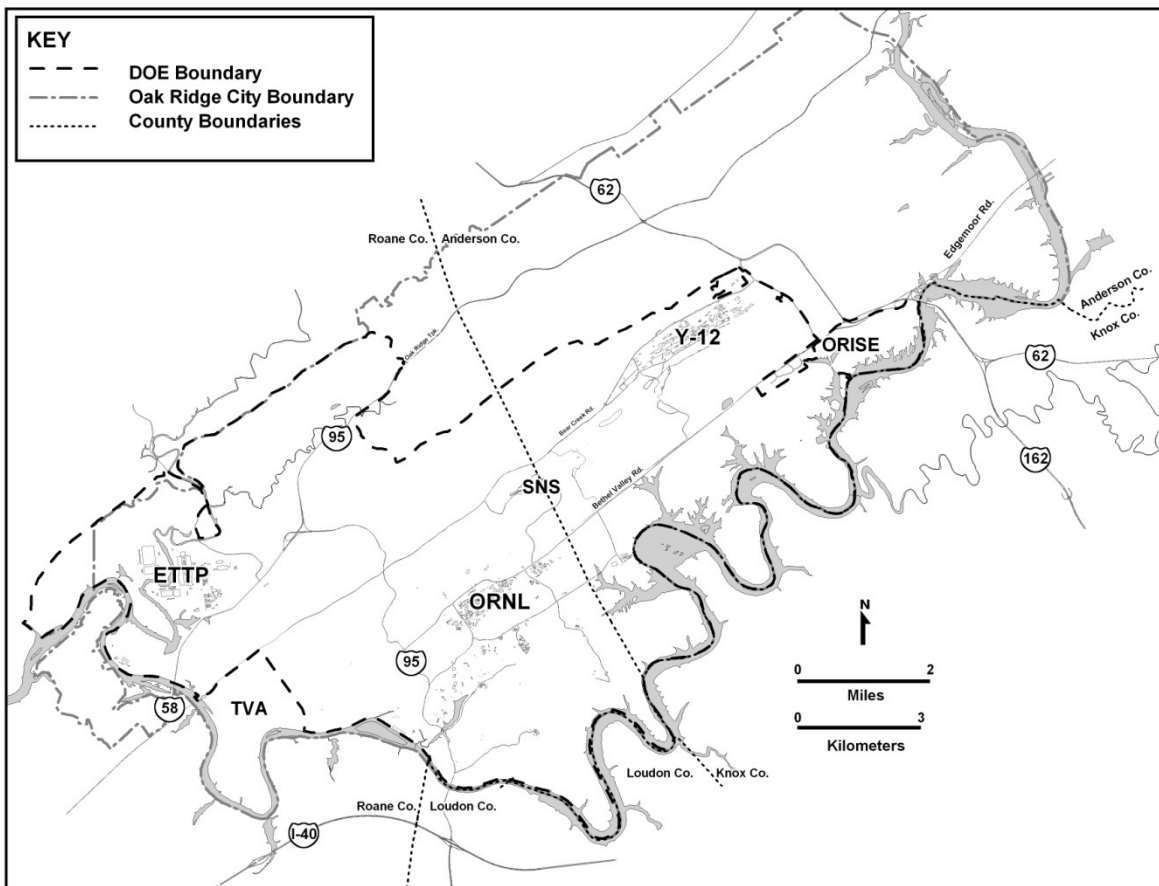 KEY
DOE Boundary
Oak Ridge City Boundary
County Boundaries
62
Edgemoor Rd.
Roane Co. Anderson Co.
Anderson Co.
Knox Co.
Y-12
ORISE
Oak Ridge Tpk.
62
95
Bear Creek Rd.
162
SNS
Bethel Valley Rd.
ETTP
ORNL
N
95
0 2
Miles
58
TVA
0 3
Kilometers
Loudon Co. Knox Co.
Roane Co. Loudon Co.
I-40